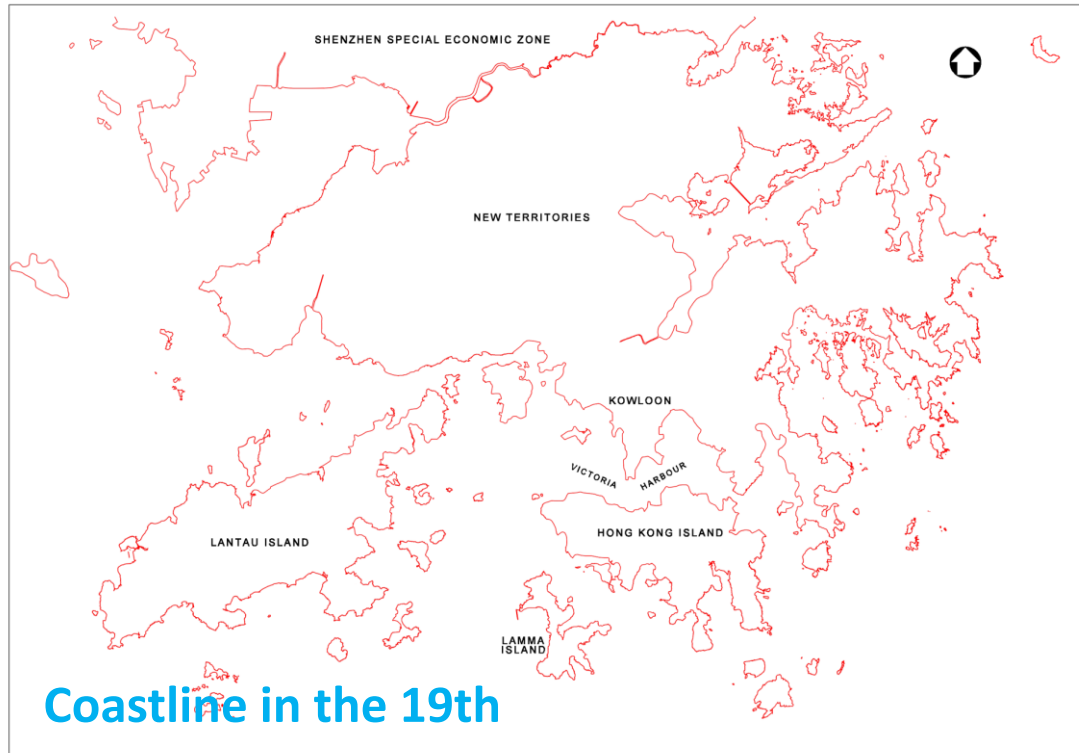 SHENZHEN SPECIAL ECONOMIC ZONE
NEW TERRITORIES
KOWLOON
VICTORIA HARBOUR
HONG KONG ISLAND
LANTAU ISLAND
LAMMA
ISLAND
Coastline in the 19th